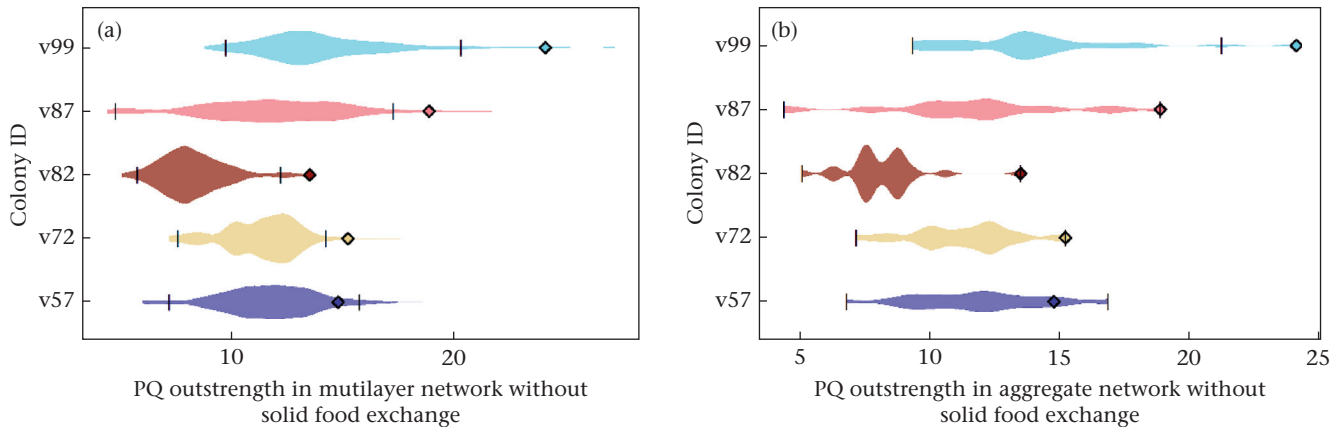 (a)
Colony ID
v99
v87
v82
v72
v57
10 20
PQ outstrength in mutilayer network without
solid food exchange
(b)
Colony ID
v99
v87
v82
v72
v57
5 10 15 20 25
PQ outstrength in aggregate network without
solid food exchange